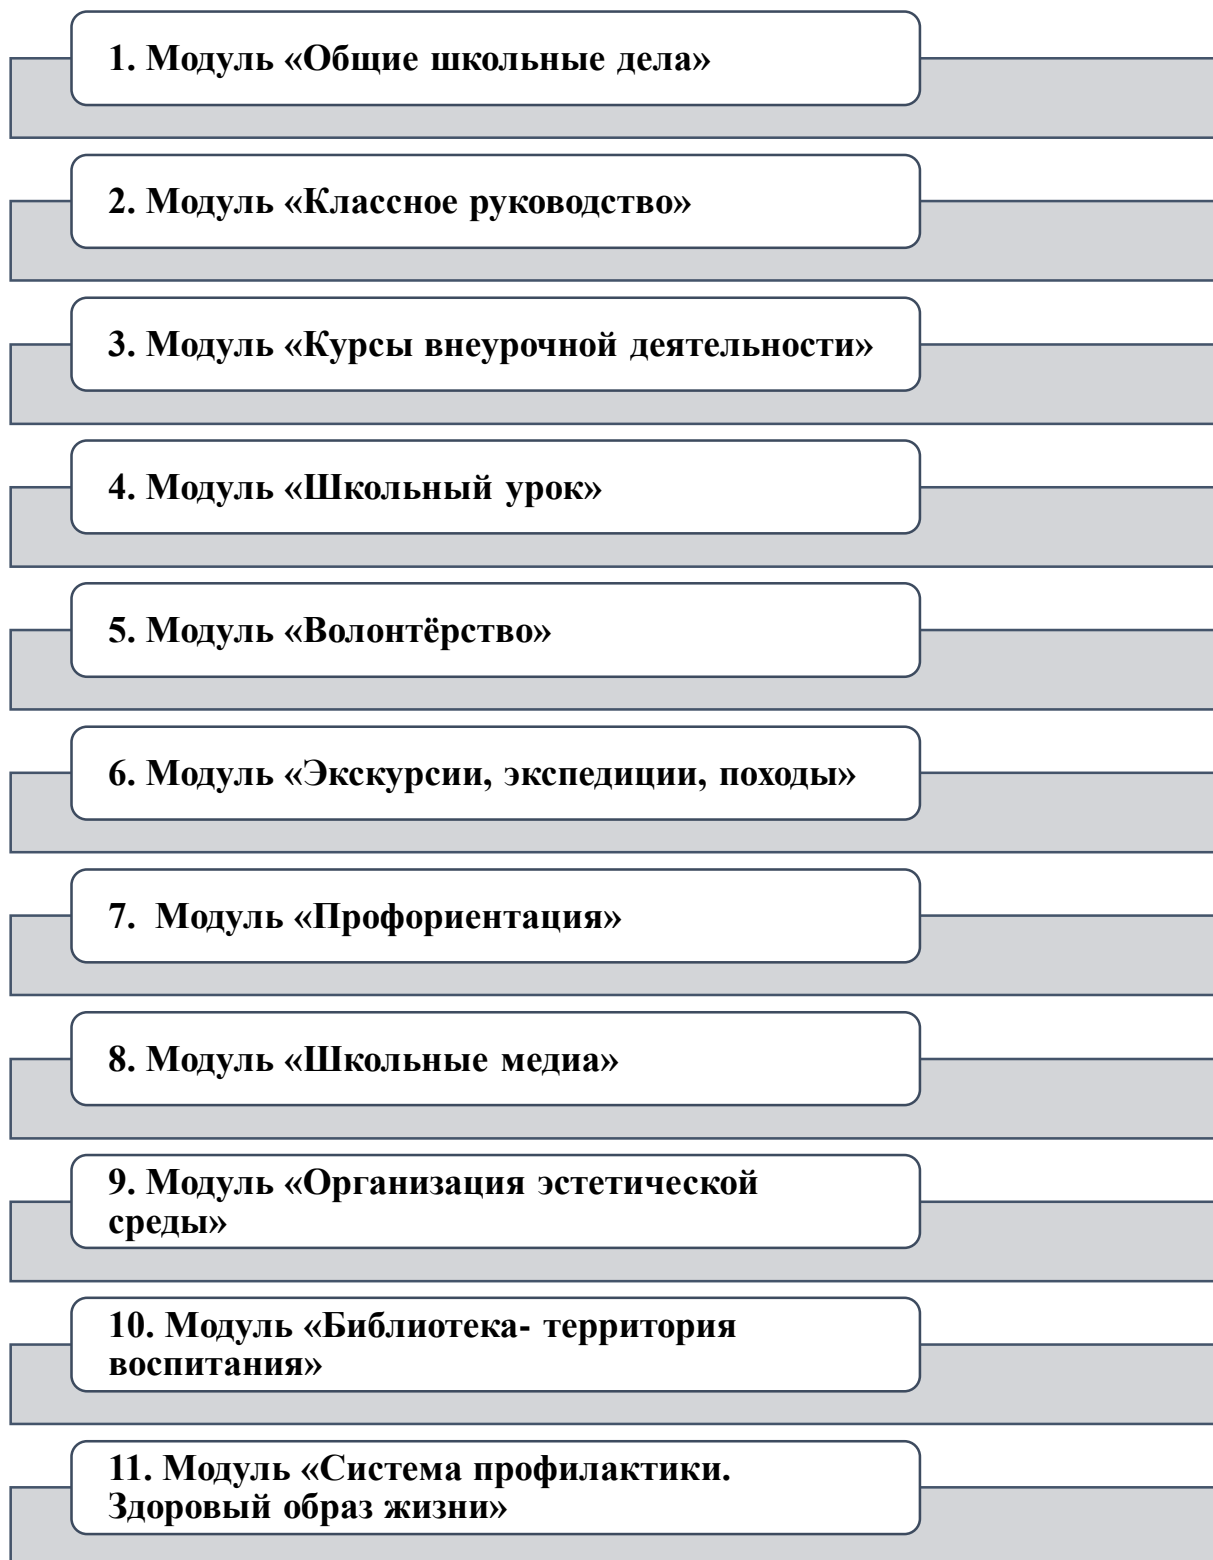 1. Модуль «Общие школьные дела»
2. Модуль «Классное руководство»
3. Модуль «Курсы внеурочной деятельности»
4. Модуль «Школьный урок»
5. Модуль «Волонтёрство»
6. Модуль «Экскурсии, экспедиции, походы»
7.  Модуль «Профориентация»
8. Модуль «Школьные медиа»
9. Модуль «Организация эстетической
среды»
10. Модуль «Библиотека- территория
воспитания»
11. Модуль «Система профилактики.
Здоровый образ жизни»